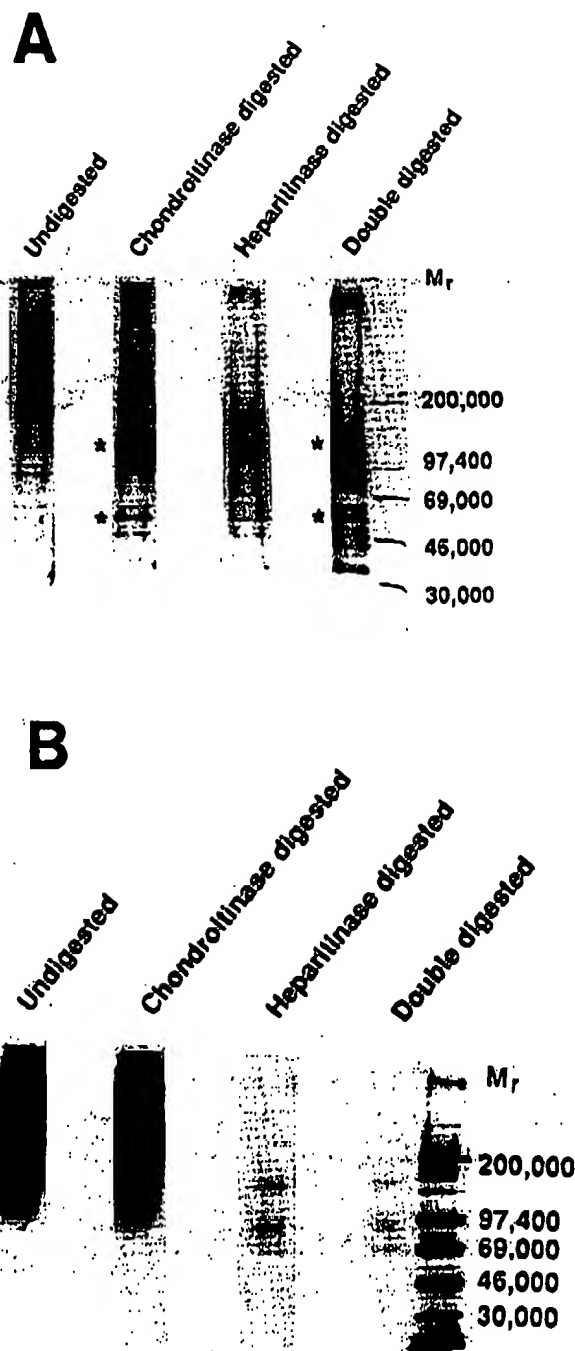 A
Undigested
Chondroitinase digested
Heparitinase digested
Double digested
Mr
*
*
200,000
*
*
97,400
69,000
46,000
30,000
B
Undigested
Chondroitinase digested
Heparitinase digested
Double digested
Mr
200,000
97,400
69,000
46,000
30,000